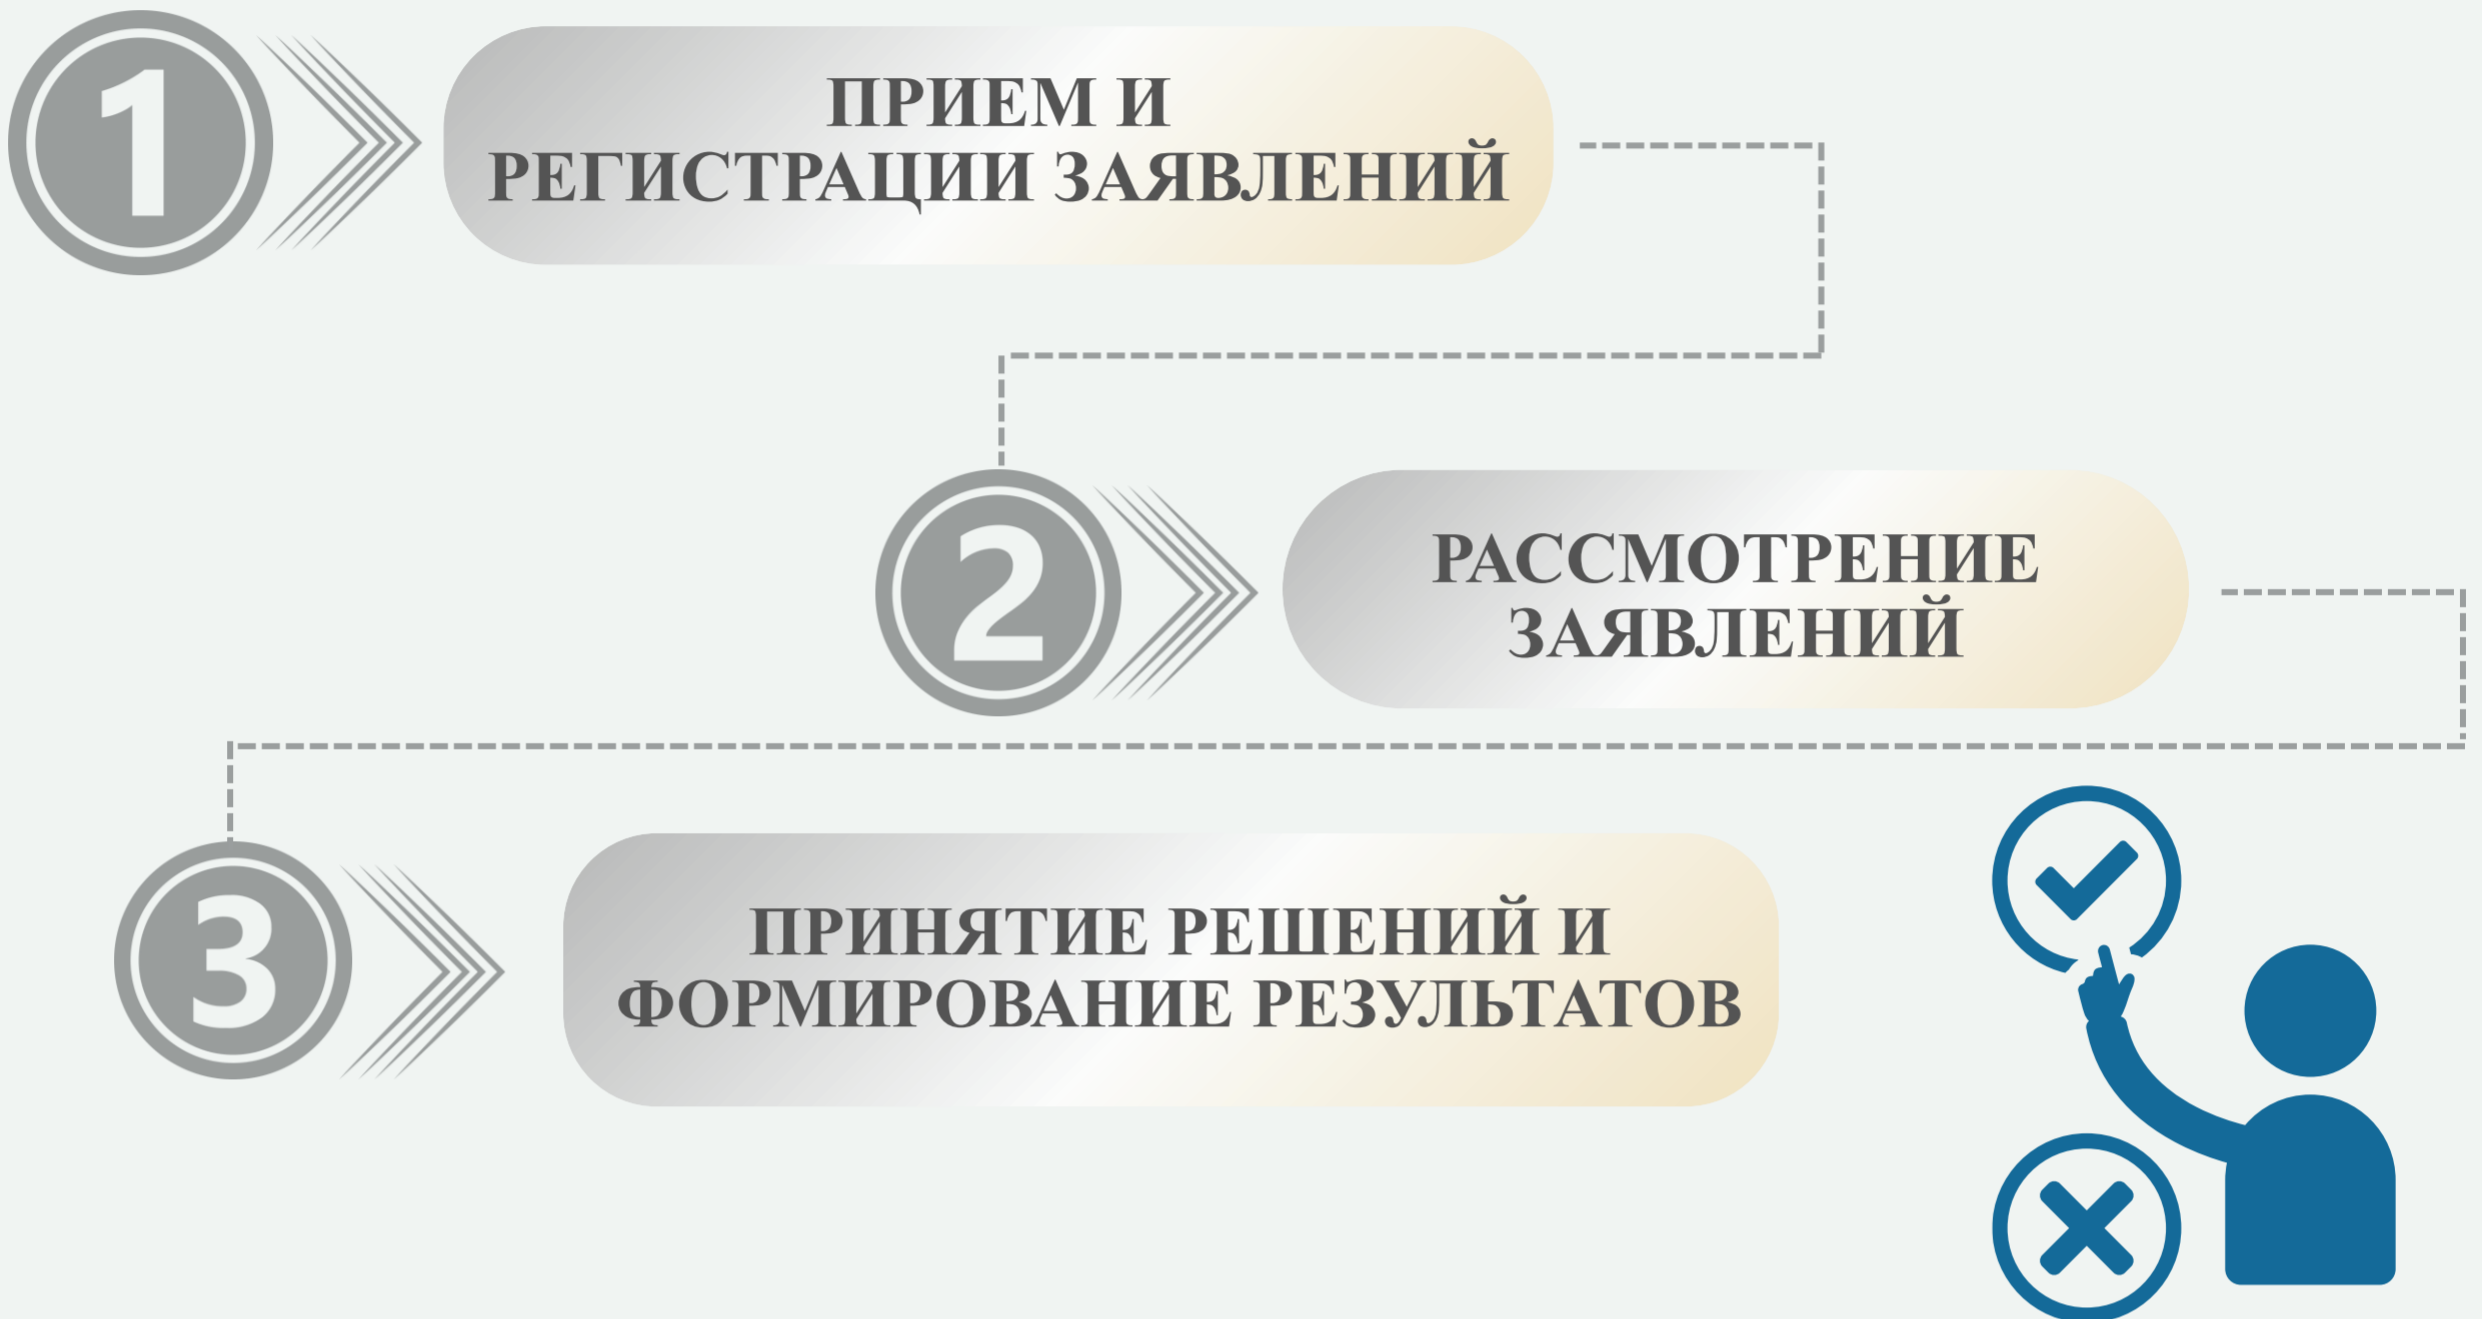 1
ПРИЕМ И
РЕГИСТРАЦИИ ЗАЯВЛЕНИЙ
2
РАССМОТРЕНИЕ
ЗАЯВЛЕНИЙ
3
ПРИНЯТИЕ РЕШЕНИЙ И
ФОРМИРОВАНИЕ РЕЗУЛЬТАТОВ